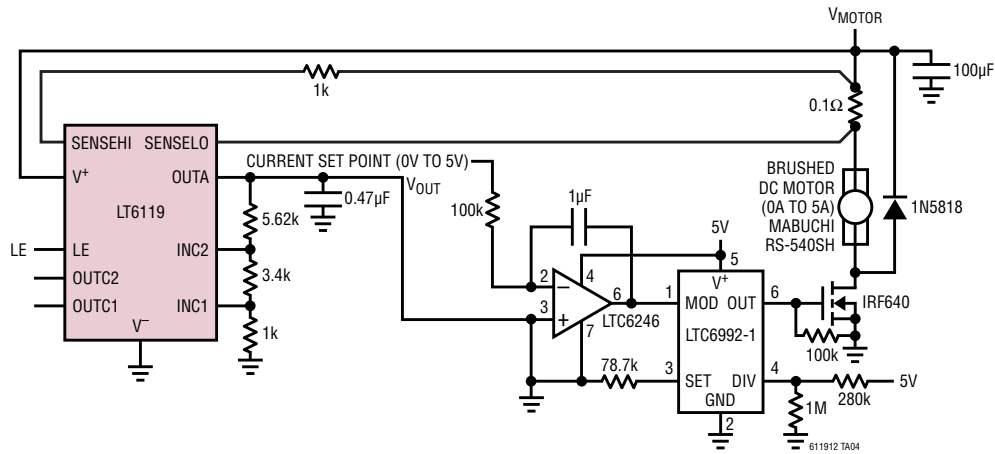 VMOTOR
100µF
1k
0.1Ω
SENSEHI SENSELO
V+ OUTA
LT6119
LE LE INC2
OUTC2
OUTC1 INC1
V–
CURRENT SET POINT (0V TO 5V)
VOUT
0.47µF
5.62k
3.4k
1k
100k
1µF
2 –
3 +
4
6
7
LTC6246
5V
5
V+
1 MOD OUT 6
LTC6992-1
3 SET DIV 4
GND
2
78.7k
BRUSHED
DC MOTOR
(0A TO 5A)
MABUCHI
RS-540SH
1N5818
IRF640
100k
5V
280k
1M
611912 TA04